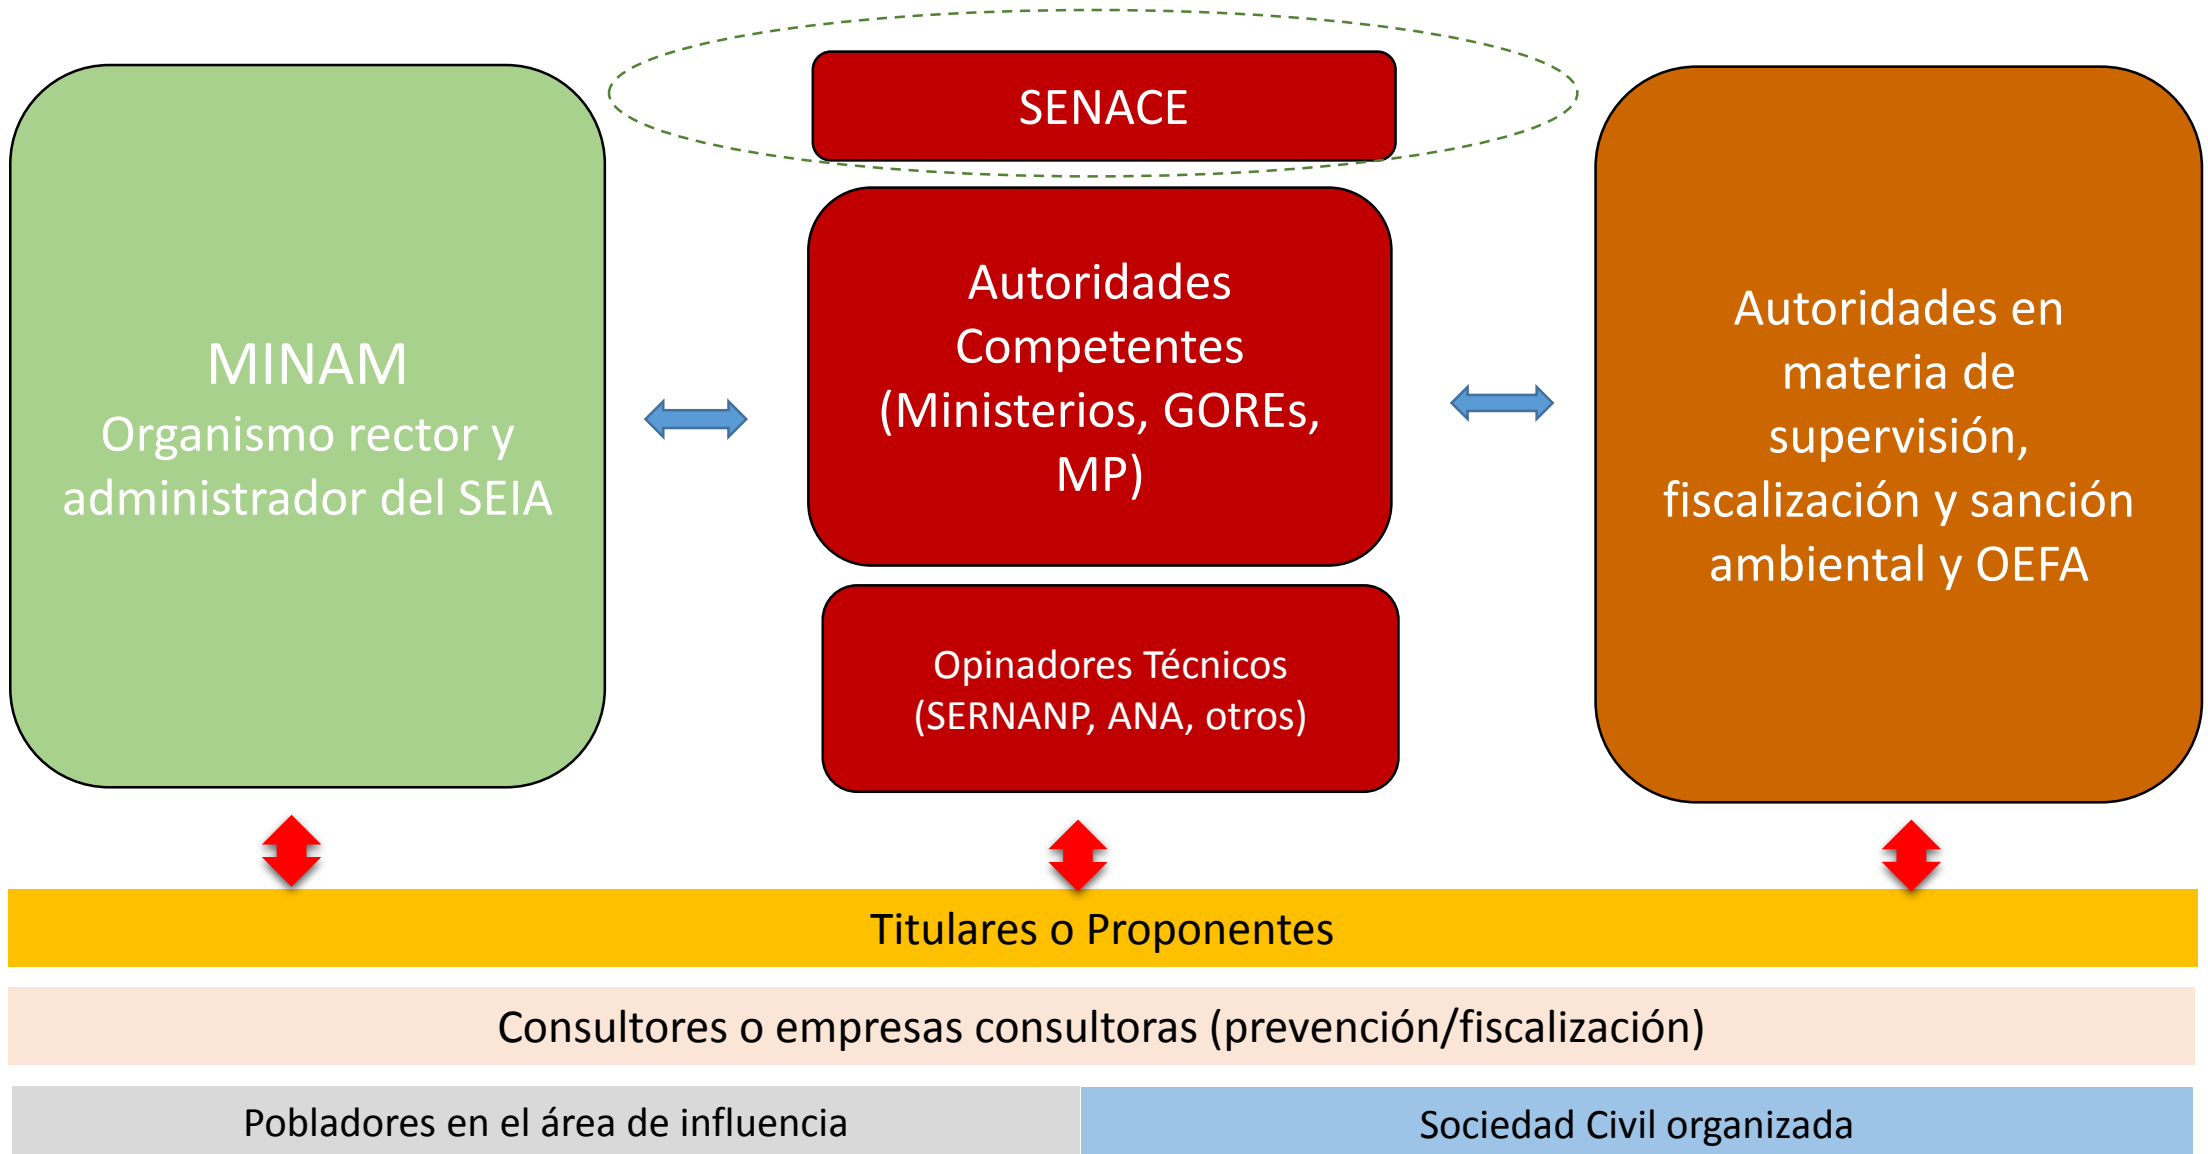 SENACE
MINAM
Organismo rector y
administrador del SEIA
Autoridades
Competentes
(Ministerios, GOREs,
MP)
Opinadores Técnicos
(SERNANP, ANA, otros)
Autoridades en
materia de
supervisión,
fiscalización y sanción
ambiental y OEFA
Titulares o Proponentes
Consultores o empresas consultoras (prevención/fiscalización)
Pobladores en el área de influencia
Sociedad Civil organizada